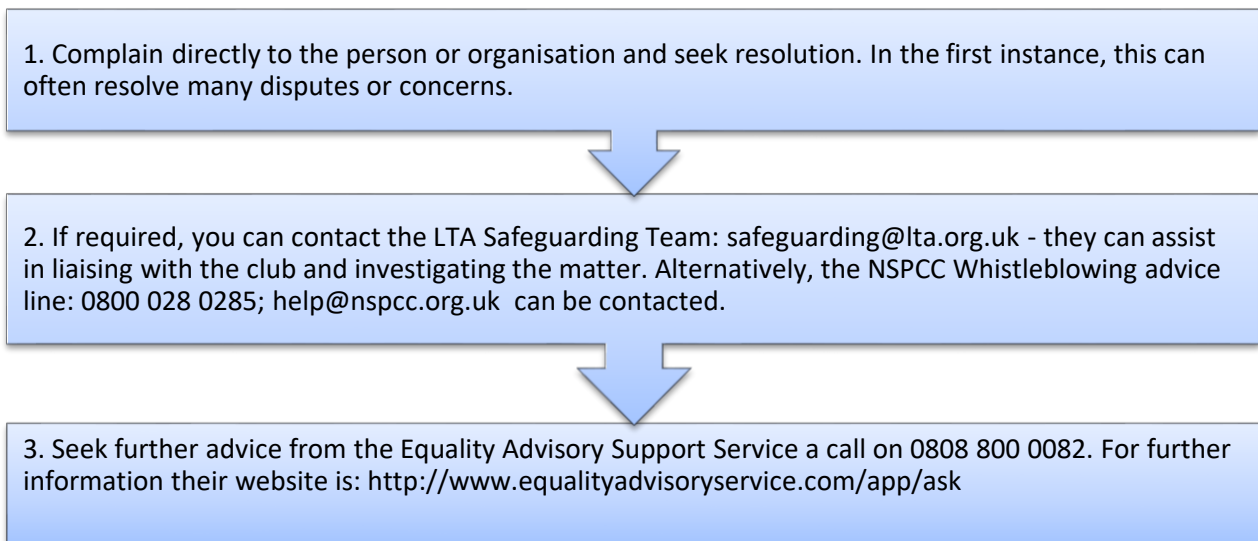 1. Complain directly to the person or organisation and seek resolution. In the first instance, this can
often resolve many disputes or concerns.
2. If required, you can contact the LTA Safeguarding Team: safeguarding@lta.org.uk - they can assist
in liaising with the club and investigating the matter. Alternatively, the NSPCC Whistleblowing advice
line: 0800 028 0285; help@nspcc.org.uk  can be contacted.
3. Seek further advice from the Equality Advisory Support Service a call on 0808 800 0082. For further
information their website is: http://www.equalityadvisoryservice.com/app/ask